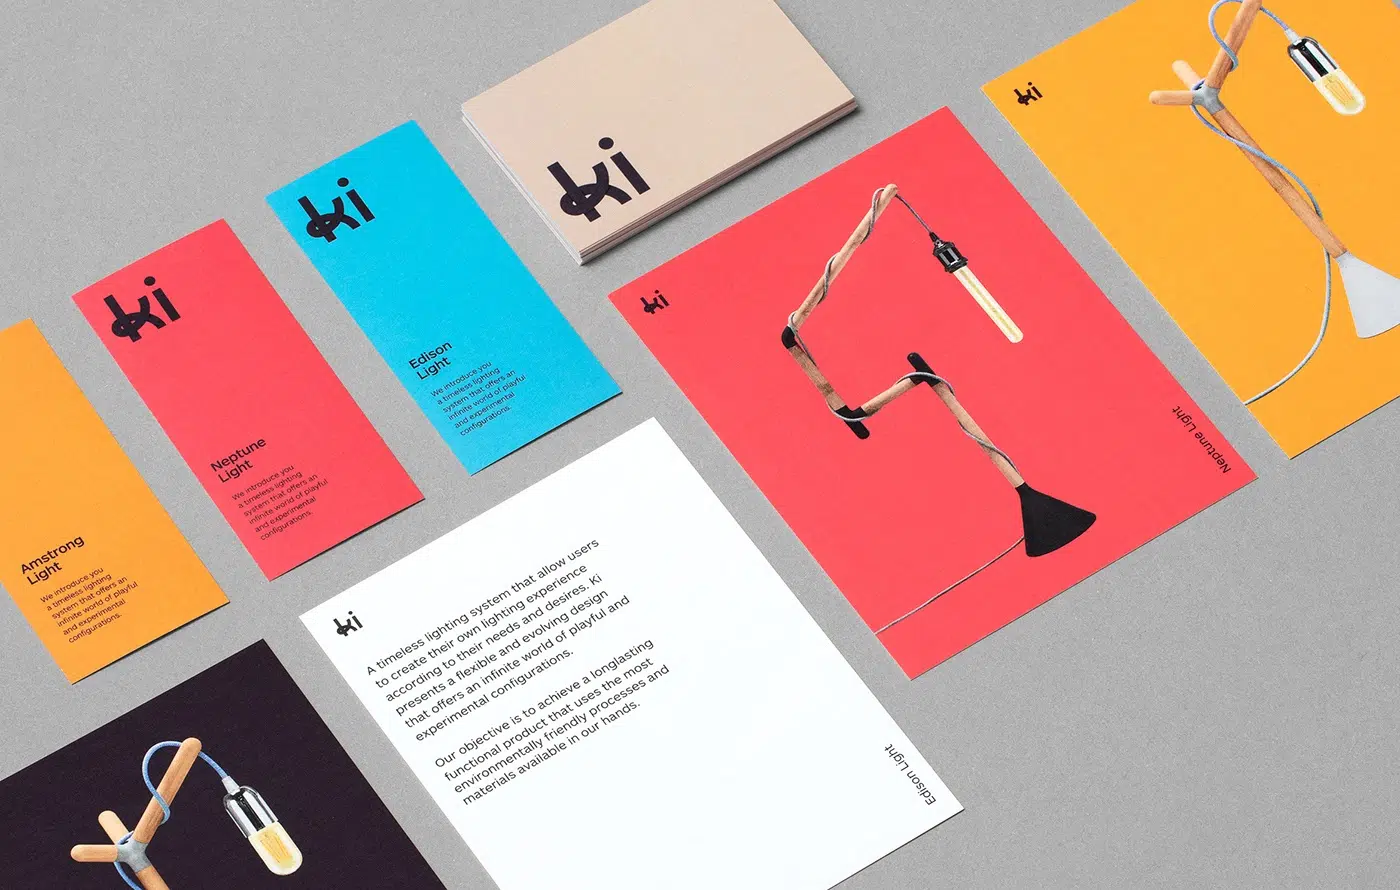 ki
ki
ki
ki
Edison
Light
We introduce you
a timeless lighting
system that offers an
infinite world of playful
and experimental
configurations.
ki
Neptune
Light
We introduce you
a timeless lighting
system that offers an
infinite world of playful
and experimental
configurations.
Amstrong
Light
We introduce you
a timeless lighting
system that offers an
infinite world of playful
and experimental
configurations.
Neptune Light
ki
A timeless lighting system that allow users
to create their own lighting experience
according to their needs and desires. Ki
presents a flexible and evolving design
that offers an infinite world of playful and
experimental configurations.
Our objective is to achieve a longlasting
functional product that uses the most
environmentally friendly processes and
materials available in our hands.
Edison Light